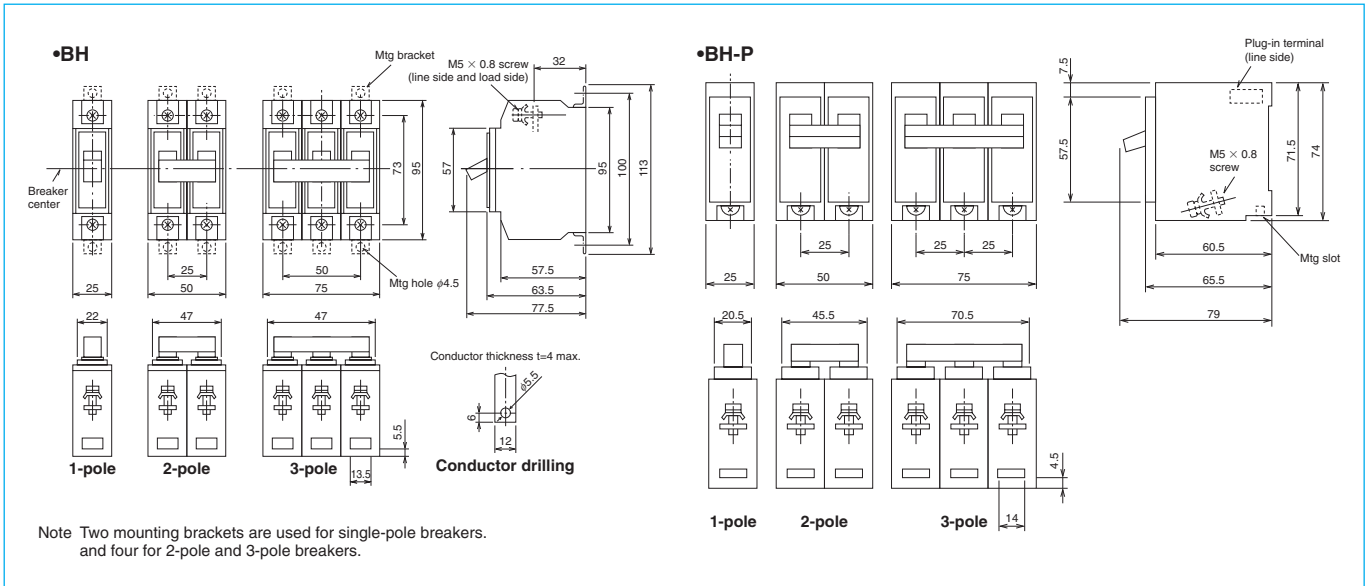 •BH
Mtg bracket
M5 × 0.8 screw
(line side and load side)
32
Breaker
center
73
95
57
95
100
113
25
50
Mtg hole φ4.5
25
50
75
57.5
63.5
77.5
22
47
47
Conductor thickness t=4 max.
φ5.5
6
12
5.5
13.5
1-pole
2-pole
3-pole
Conductor drilling
Note Two mounting brackets are used for single-pole breakers.
and four for 2-pole and 3-pole breakers.
•BH-P
Plug-in terminal
(line side)
7.5
57.5
M5 × 0.8
screw
71.5
74
Mtg slot
25
25
25
25
50
75
60.5
65.5
79
20.5
45.5
70.5
4.5
14
1-pole
2-pole
3-pole